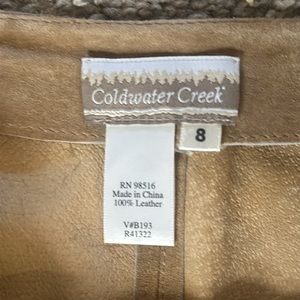 Coldwater Creek
8
RN 98516
Made in China
100% Leather
V#B193
R41322